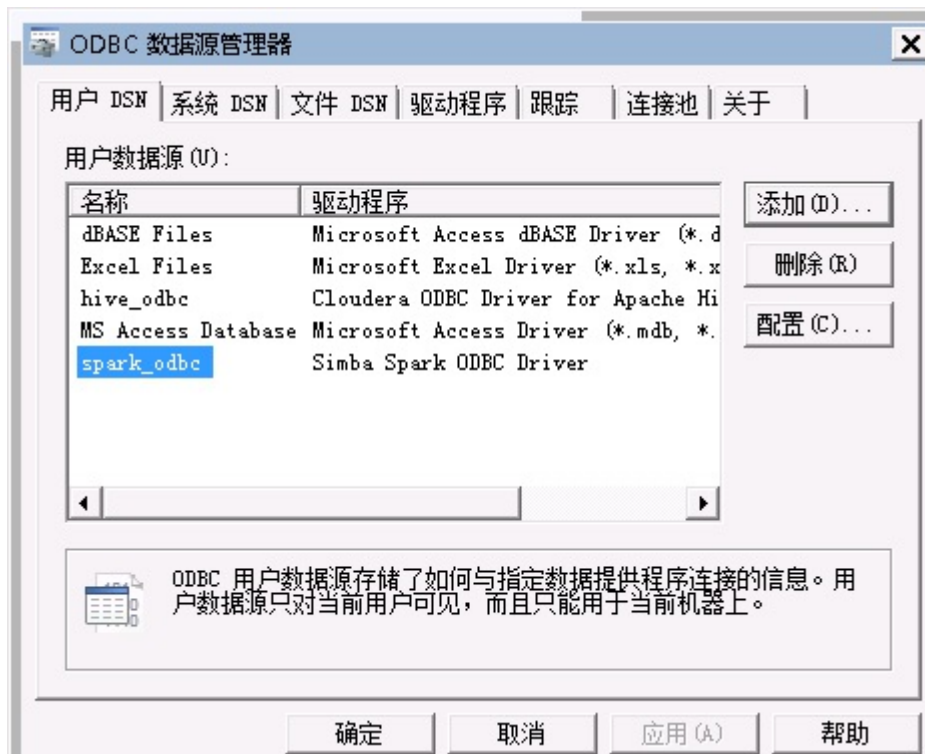 ODBC 数据源管理器
用户 DSN 系统 DSN 文件 DSN 驱动程序 跟踪 连接池 关于
用户数据源(U):
名称 驱动程序
添加(D)...
dBASE Files Microsoft Access dBASE Driver (*.d
Excel Files Microsoft Excel Driver (*.xls, *.x
删除(R)
hive_odbc Cloudera ODBC Driver for Apache Hi
MS Access Database Microsoft Access Driver (*.mdb, *.
配置(C)...
spark_odbc Simba Spark ODBC Driver
ODBC 用户数据源存储了如何与指定数据提供程序连接的信息。用
户数据源只对当前用户可见，而且只能用于当前机器上。
确定 取消 应用(A) 帮助